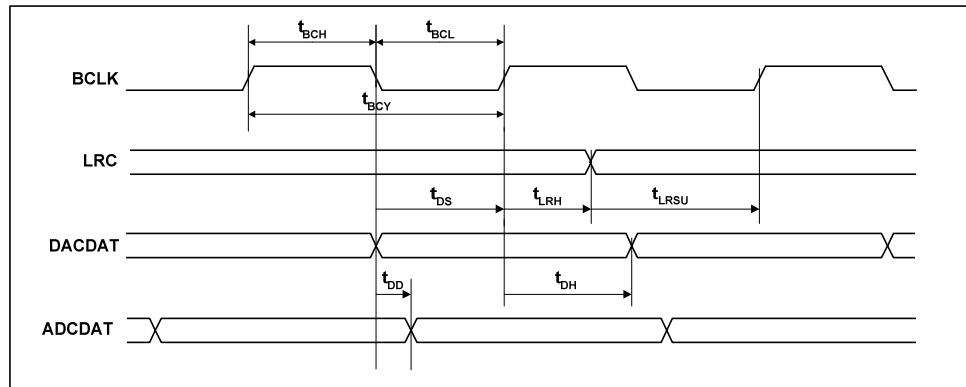 tBCH tBCL
BCLK
tBCY
LRC
tDS tLRH tLRSU
DACDAT
tDD tDH
ADCDAT